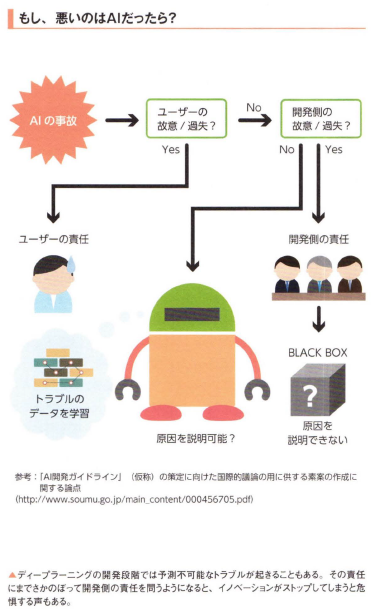 もし、悪いのはAIだったら?
AI の事故
ユーザーの
故意 / 過失?
No
開発側の
故意 / 過失?
Yes
No
Yes
ユーザーの責任
開発側の責任
トラブルの
データを学習
原因を説明可能?
BLACK BOX
?
原因を
説明できない
参考:「AI開発ガイドライン」(仮称)の策定に向けた国際的議論の用に供する素案の作成に
関する論点
(http://www.soumu.go.jp/main_content/000456705.pdf)
▲ディープラーニングの開発段階では予測不可能なトラブルが起きることもある。その責任
にまでさかのぼって開発側の責任を問うようになると、イノベーションがストップしてしまうと危
惧する声もある。